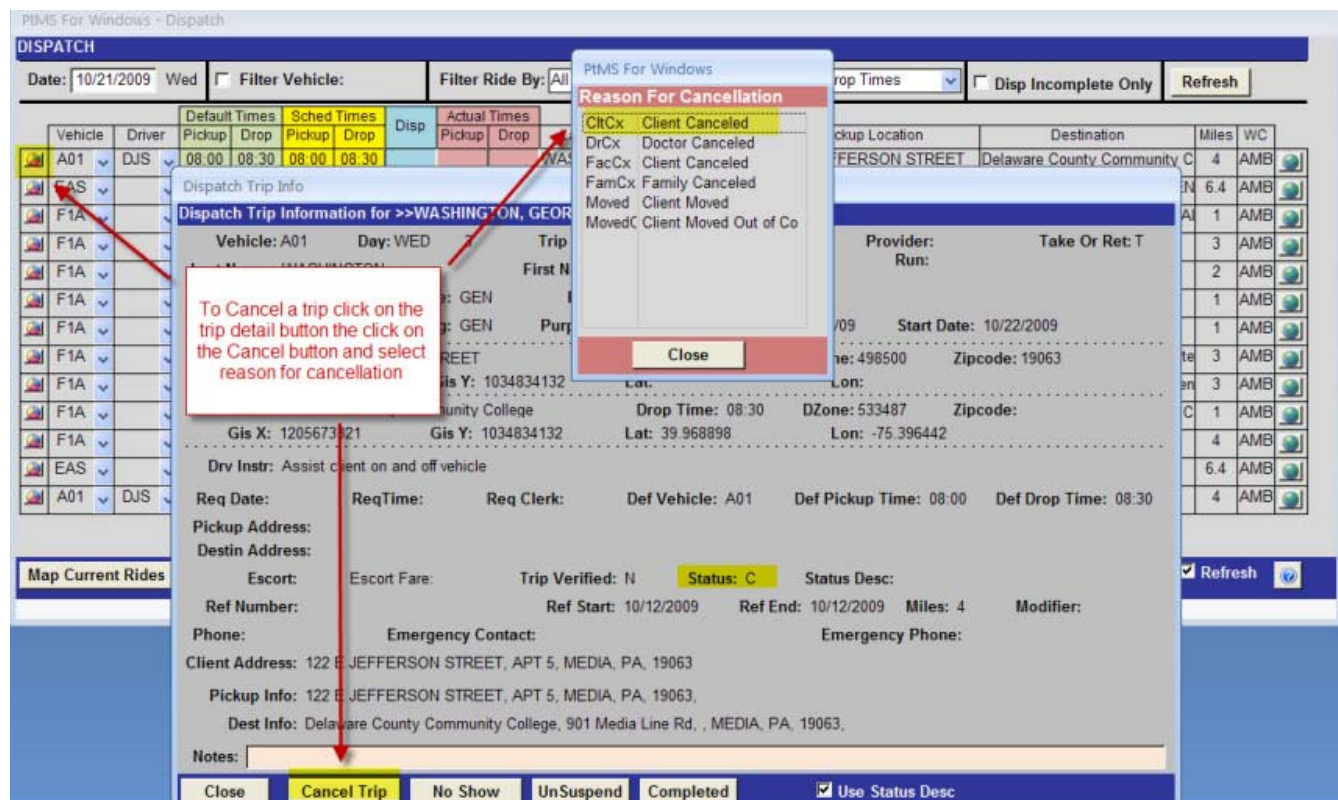 PtMS For Windows - Dispatch
DISPATCH
Date: 10/21/2009 Wed Filter Vehicle: Filter Ride By: All rop Times Disp Incomplete Only Refresh
Default Times Sched Times Disp Actual Times
Vehicle Driver Pickup Drop Pickup Drop Pickup Drop ckup Location Destination Miles WC
A01 DJS 08:00 08:30 08:00 08:30 WAS FFERSON STREET Delaware County Community C 4 AMB
EAS 6.4 AMB
F1A 1 AMB
F1A 3 AMB
F1A 2 AMB
F1A 1 AMB
F1A 1 AMB
F1A te 3 AMB
F1A en 3 AMB
F1A C 1 AMB
F1A 4 AMB
EAS 6.4 AMB
A01 DJS 4 AMB
Map Current Rides Refresh
PtMS For Windows
Reason For Cancellation
CltCx Client Canceled
DrCx Doctor Canceled
FacCx Client Canceled
FamCx Family Canceled
Moved Client Moved
MovedC Client Moved Out of Co
Close
Dispatch Trip Info
Dispatch Trip Information for >>WASHINGTON, GEOR
Vehicle: A01 Day: WED 3 Trip Provider: Take Or Ret: T
Run:
First N
: GEN
: GEN Purp /09 Start Date: 10/22/2009
REET ne: 498500 Zipcode: 19063
Gis Y: 1034834132 Lat: Lon:
munity College Drop Time: 08:30 DZone: 533487 Zipcode:
Gis X: 1205673821 Gis Y: 1034834132 Lat: 39.968898 Lon: -75.396442
Drv Instr: Assist client on and off vehicle
Req Date: ReqTime: Req Clerk: Def Vehicle: A01 Def Pickup Time: 08:00 Def Drop Time: 08:30
Pickup Address:
Destin Address:
Escort: Escort Fare: Trip Verified: N Status: C Status Desc:
Ref Number: Ref Start: 10/12/2009 Ref End: 10/12/2009 Miles: 4 Modifier:
Phone: Emergency Contact: Emergency Phone:
Client Address: 122 E JEFFERSON STREET, APT 5, MEDIA, PA, 19063
Pickup Info: 122 E JEFFERSON STREET, APT 5, MEDIA, PA, 19063,
Dest Info: Delaware County Community College, 901 Media Line Rd, , MEDIA, PA, 19063,
Notes:
Close Cancel Trip No Show UnSuspend Completed Use Status Desc
To Cancel a trip click on the
trip detail button the click on
the Cancel button and select
reason for cancellation